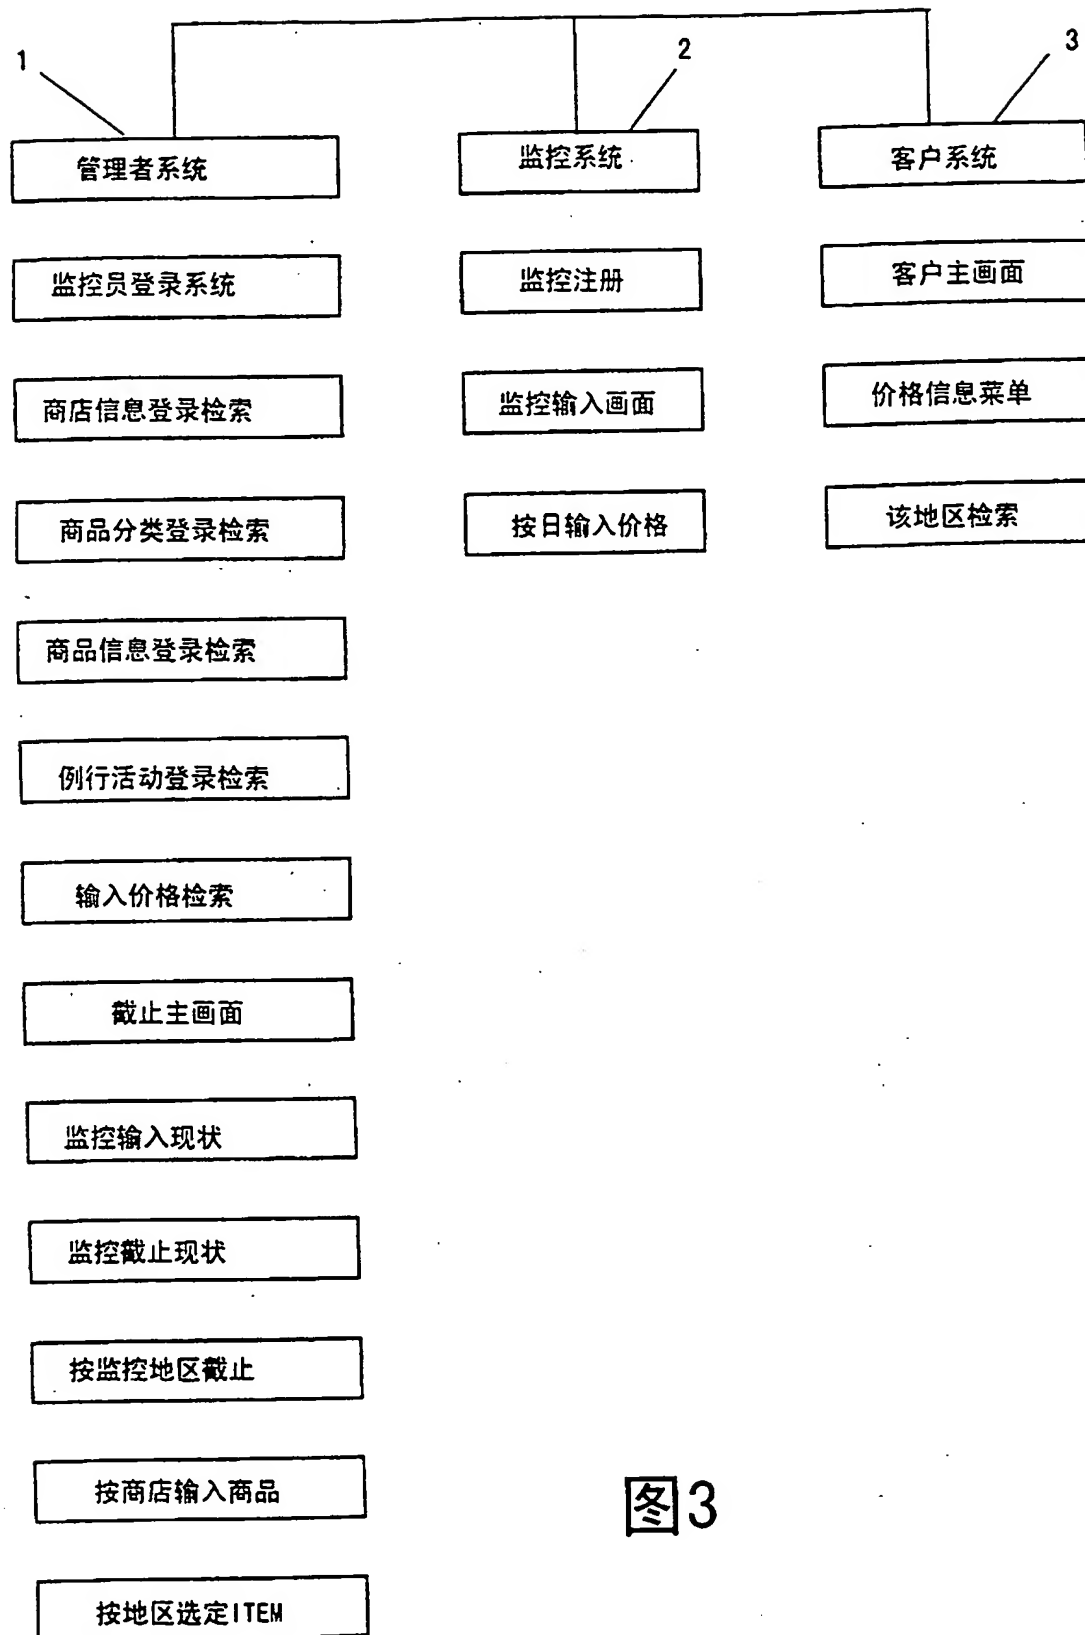 1
2
3
管理者系统
监控系统
客户系统
监控员登录系统
监控注册
客户主画面
商店信息登录检索
监控输入画面
价格信息菜单
商品分类登录检索
按日输入价格
该地区检索
商品信息登录检索
例行活动登录检索
输入价格检索
截止主画面
监控输入现状
监控截止现状
按监控地区截止
按商店输入商品
按地区选定ITEM
图3